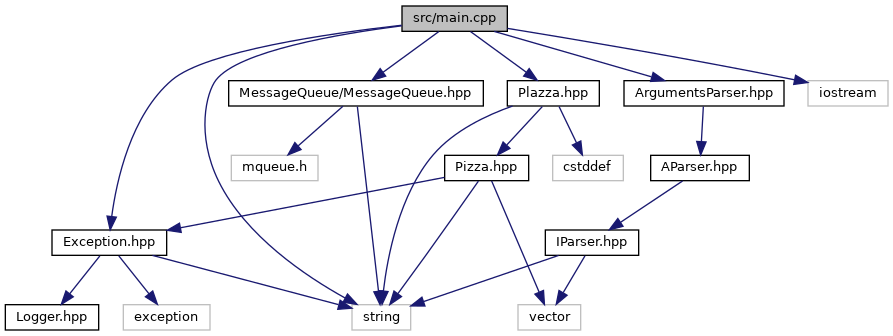 src/main.cpp
MessageQueue/MessageQueue.hpp
Plazza.hpp
ArgumentsParser.hpp
iostream
mqueue.h
Pizza.hpp
cstddef
AParser.hpp
Exception.hpp
IParser.hpp
Logger.hpp
exception
string
vector